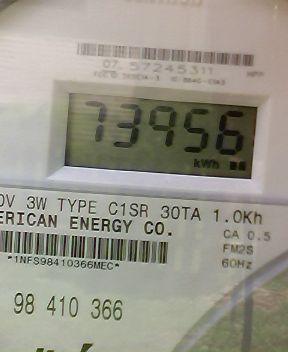 07 57245311
73956
kWh
0V 3W TYPE C1SR 30TA 1.0Kh
ERICAN ENERGY CO.
CA 0.5
FM2S
*1NFS98410366MEC*
60Hz
98 410 366